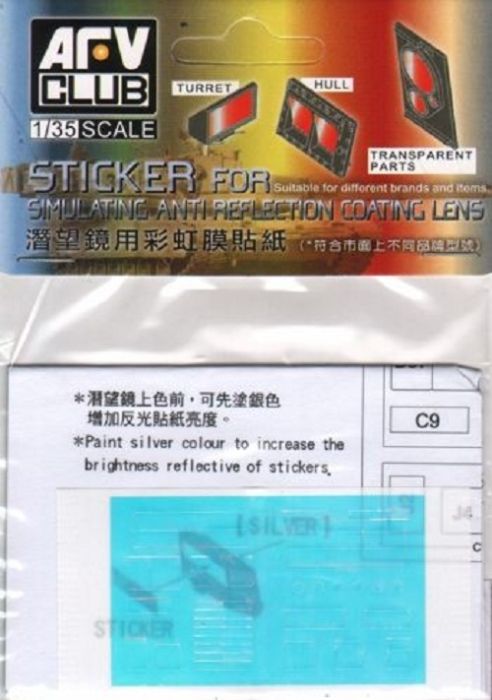 AFV
CLUB
1/35 SCALE
TURRET
HULL
TRANSPARENT
PARTS
STICKER FOR
Suitable for different brands and items.
SIMULATING ANTI REFLECTION COATING LENS
潛望鏡用彩虹膜貼紙 (*符合市面上不同品牌型號)
*潛望鏡上色前,可先塗銀色
增加反光貼紙亮度。
*Paint silver colour to increase the
brightness reflective of stickers.
C9
J4
C
[SILVER]
STICKER